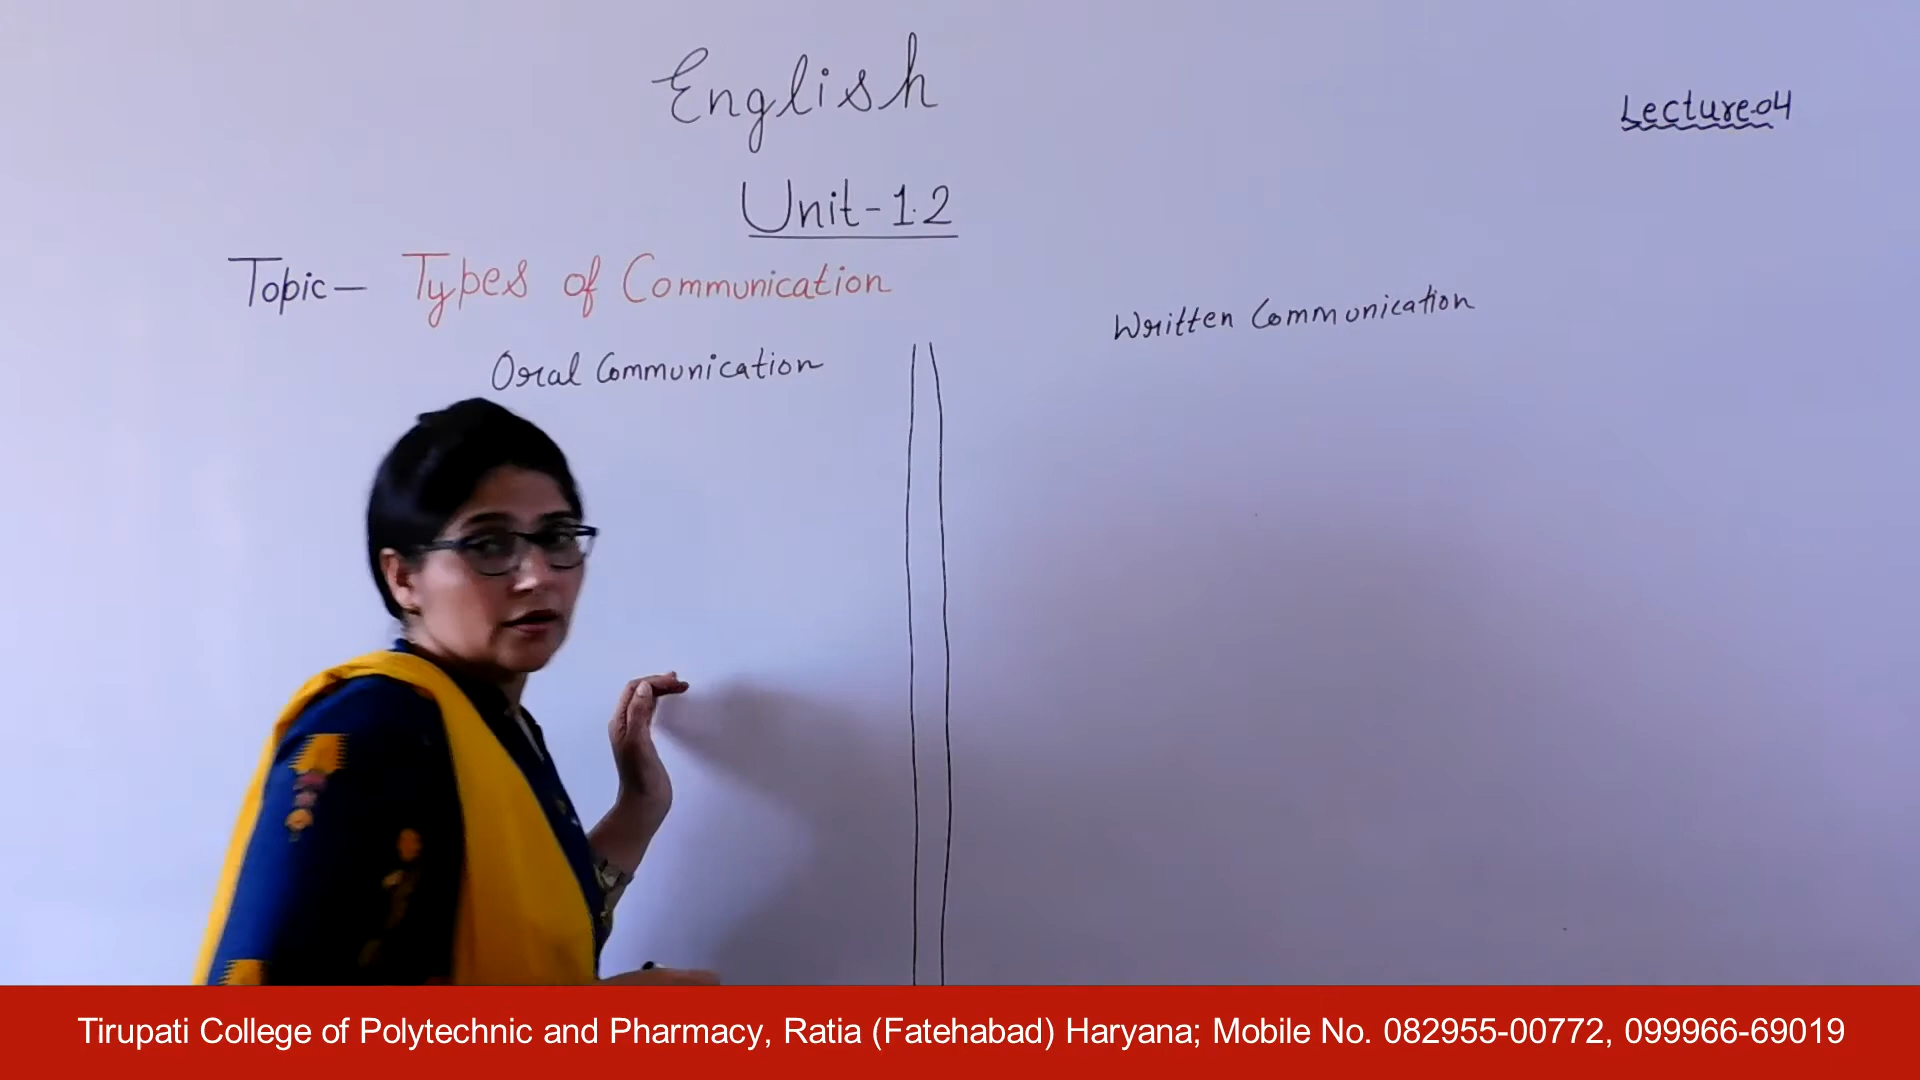 English
Lecture-04
Unit-1.2
Topic- Types of Communication
Oral Communication
Written Communication
Tirupati College of Polytechnic and Pharmacy, Ratia (Fatehabad) Haryana; Mobile No. 082955-00772, 099966-69019